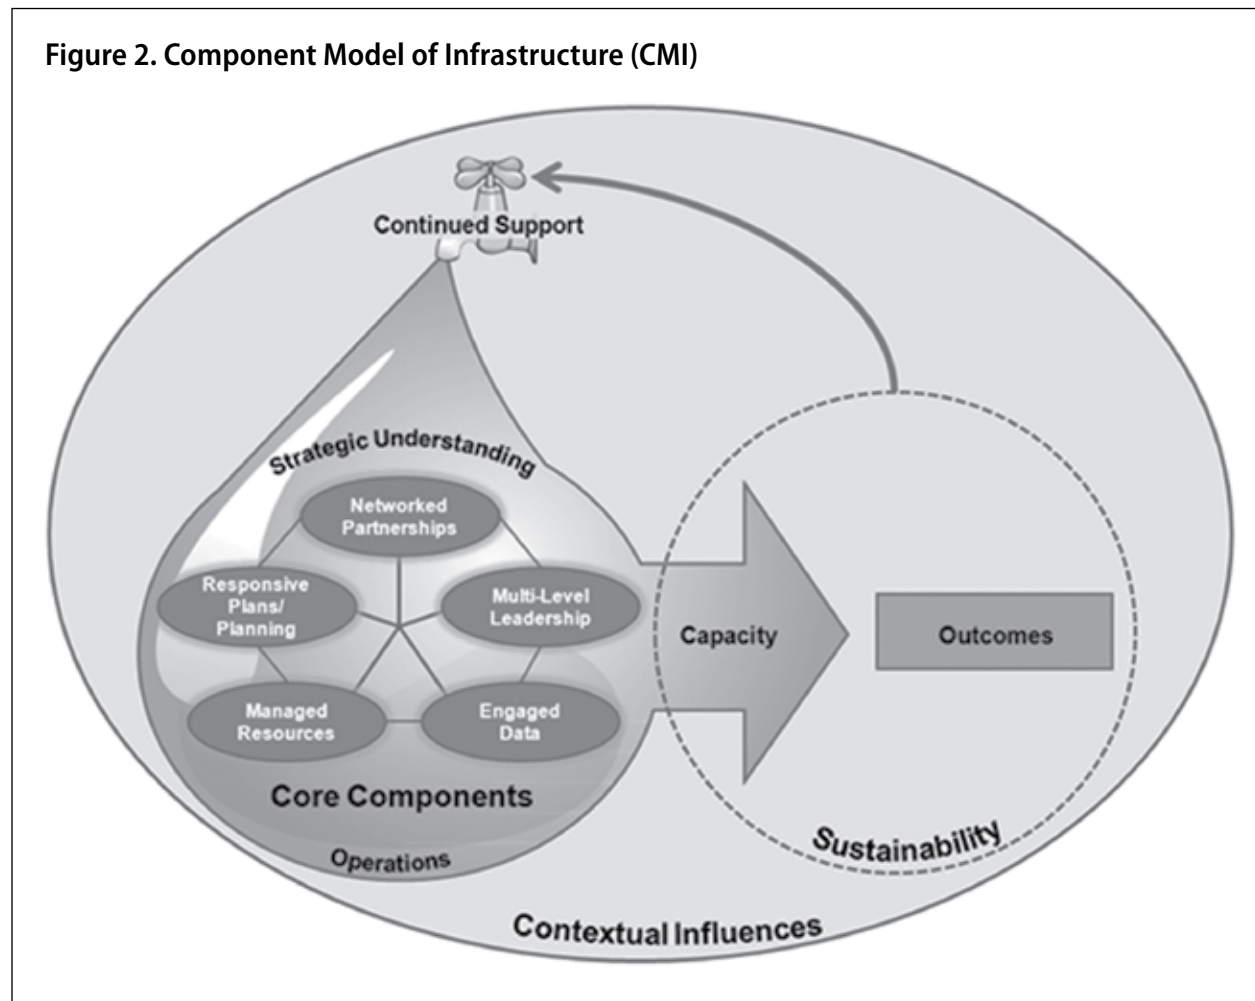 Figure 2. Component Model of Infrastructure (CMI)
Continued Support
Strategic Understanding
Networked
Partnerships
Responsive
Plans/
Planning
Multi-Level
Leadership
Managed
Resources
Engaged
Data
Core Components
Operations
Capacity
Outcomes
Sustainability
Contextual Influences